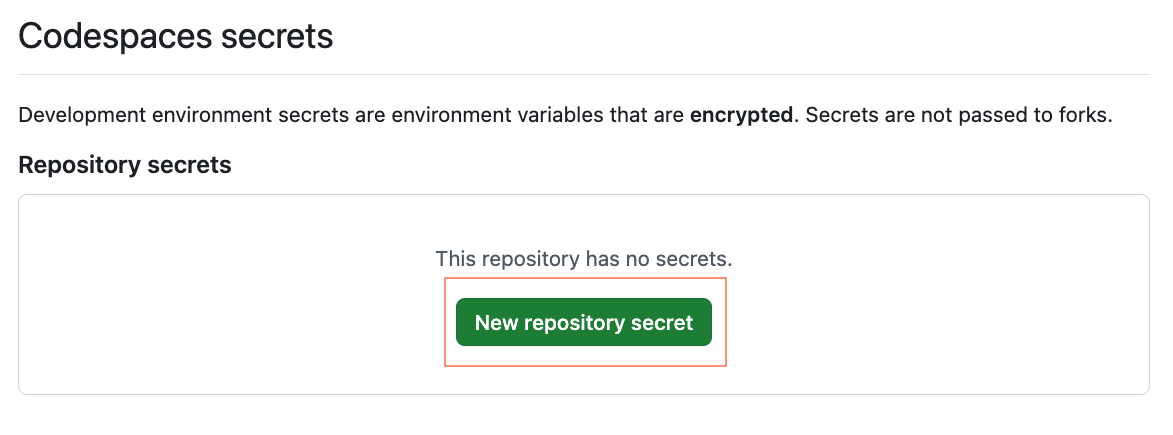 Codespaces secrets
Development environment secrets are environment variables that are encrypted. Secrets are not passed to forks.
Repository secrets
This repository has no secrets.
New repository secret